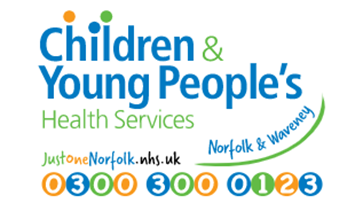 Children &
Young People's
Health Services
Norfolk & Waveney
JustoneNorfolk.nhs.uk
0300 300 0123